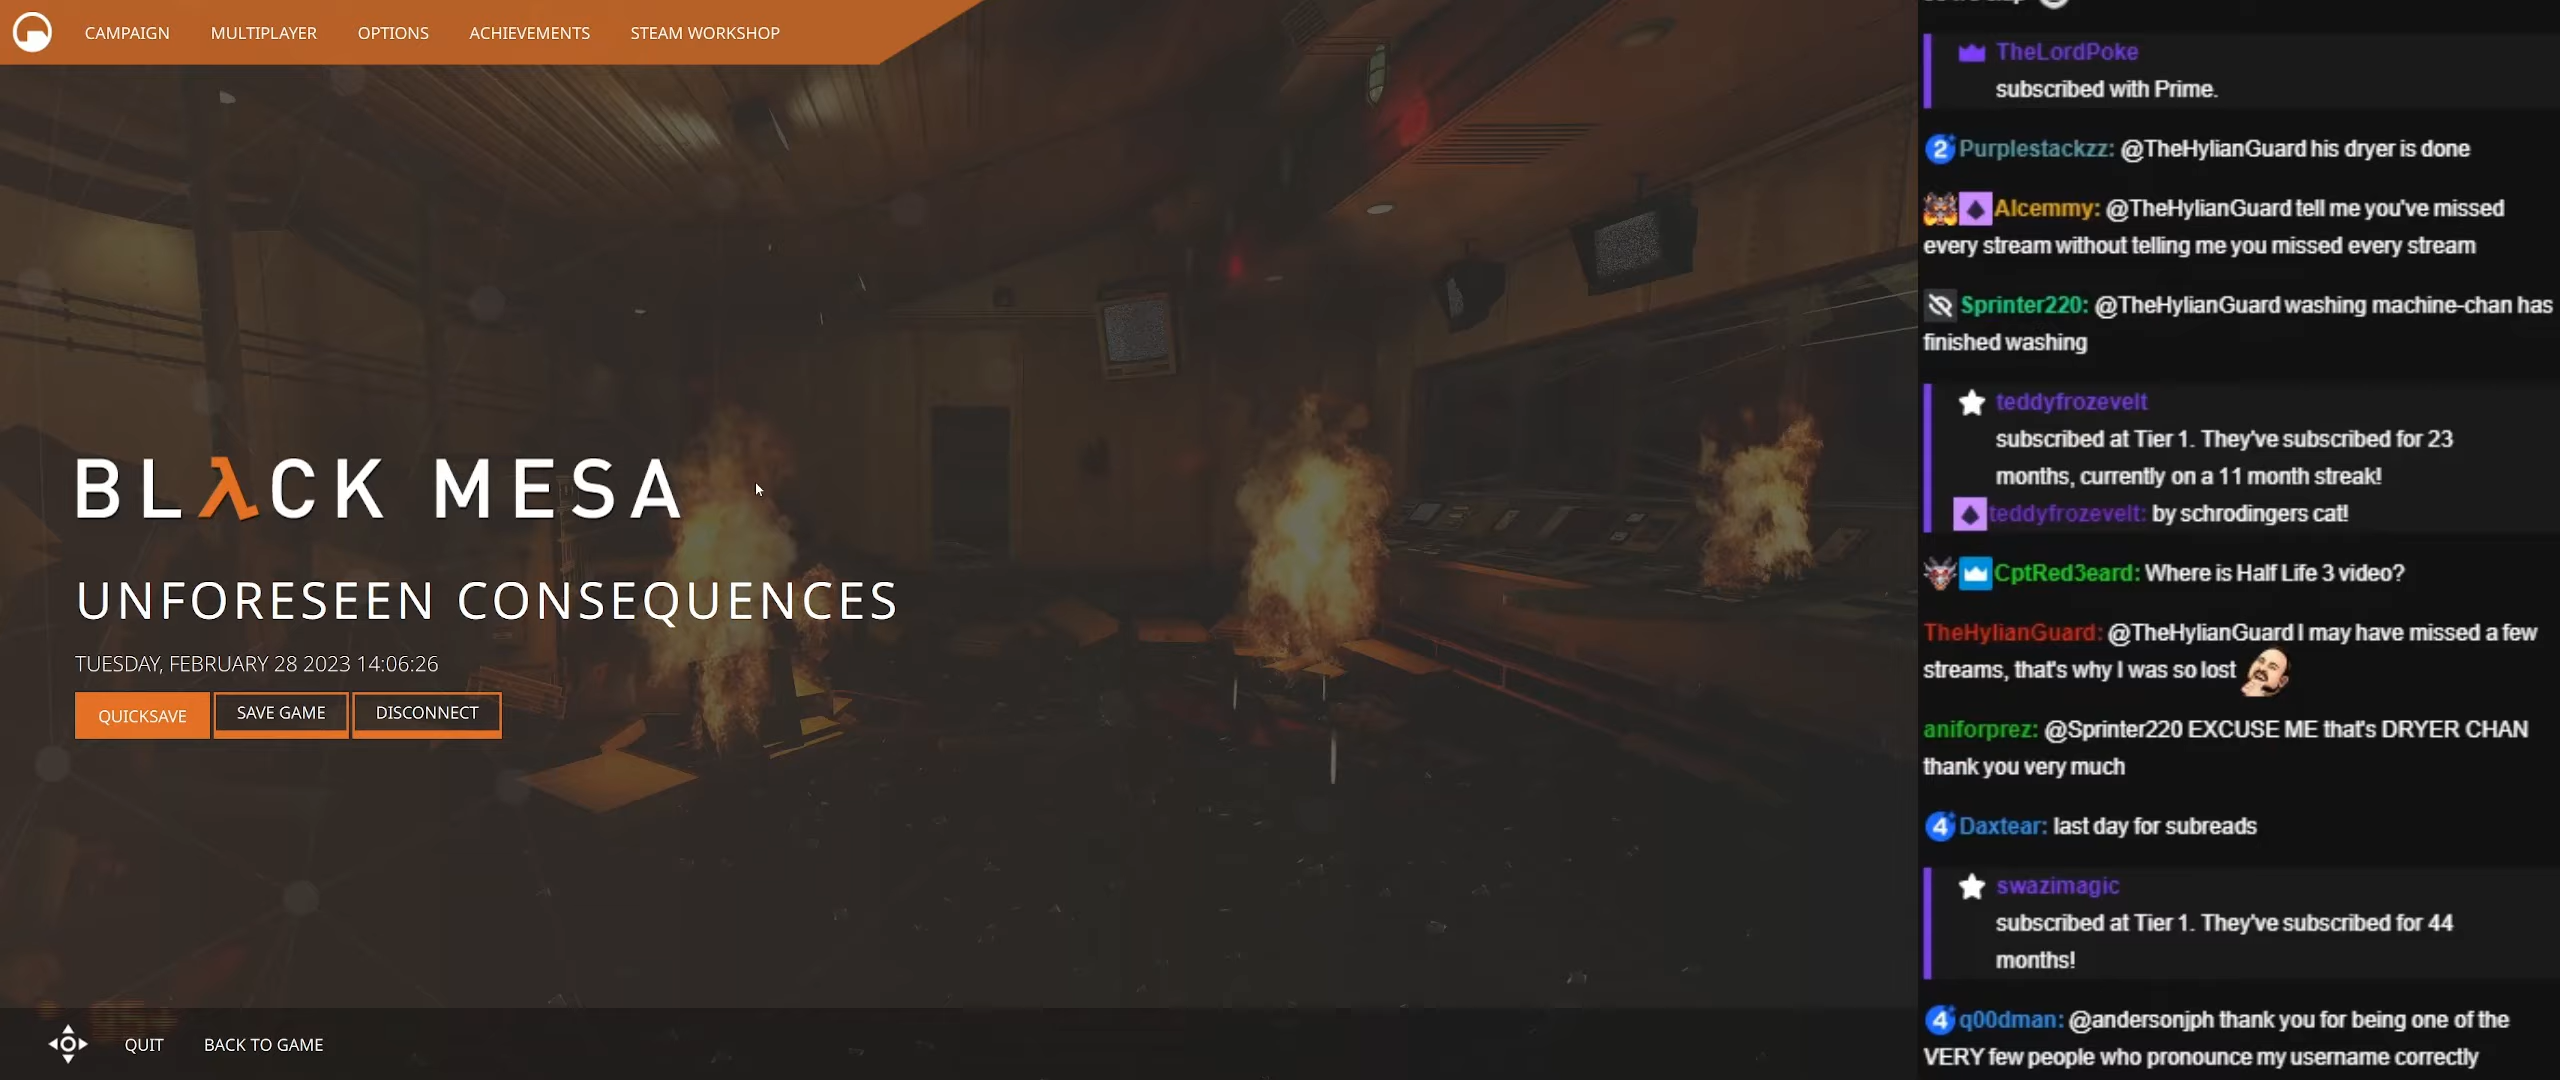 CAMPAIGN MULTIPLAYER OPTIONS ACHIEVEMENTS STEAM WORKSHOP
BLλCK MESA
UNFORESEEN CONSEQUENCES
TUESDAY, FEBRUARY 28 2023 14:06:26
QUICKSAVE SAVE GAME DISCONNECT
QUIT BACK TO GAME
TheLordPoke
subscribed with Prime.
2 Purplestackzz: @TheHylianGuard his dryer is done
Alcemmy: @TheHylianGuard tell me you've missed
every stream without telling me you missed every stream
Sprinter220: @TheHylianGuard washing machine-chan has
finished washing
teddyfrozevelt
subscribed at Tier 1. They've subscribed for 23
months, currently on a 11 month streak!
teddyfrozevelt: by schrodingers cat!
CptRed3eard: Where is Half Life 3 video?
TheHylianGuard: @TheHylianGuard I may have missed a few
streams, that's why I was so lost
aniforprez: @Sprinter220 EXCUSE ME that's DRYER CHAN
thank you very much
4 Daxtear: last day for subreads
swazimagic
subscribed at Tier 1. They've subscribed for 44
months!
4 q00dman: @andersonjph thank you for being one of the
VERY few people who pronounce my username correctly